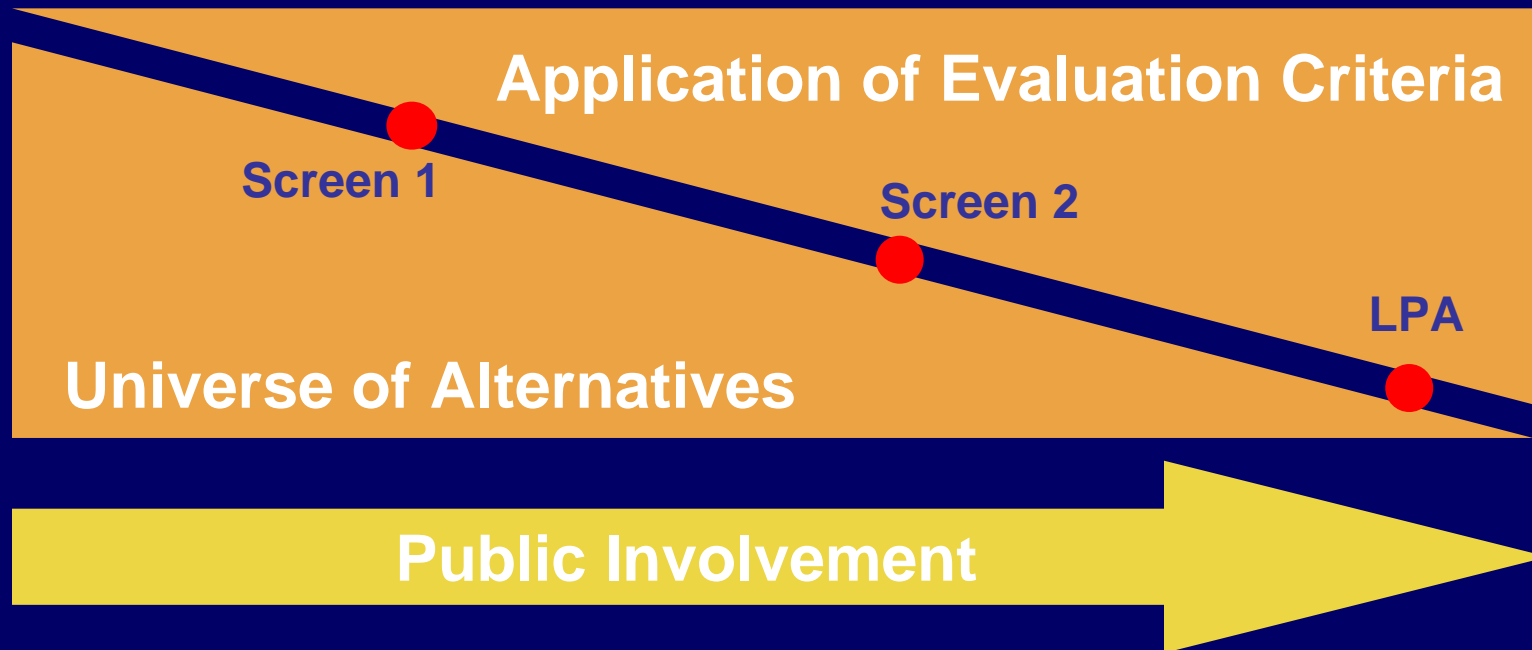 Application of Evaluation Criteria
Screen 1
Screen 2
LPA
Universe of Alternatives
Public Involvement